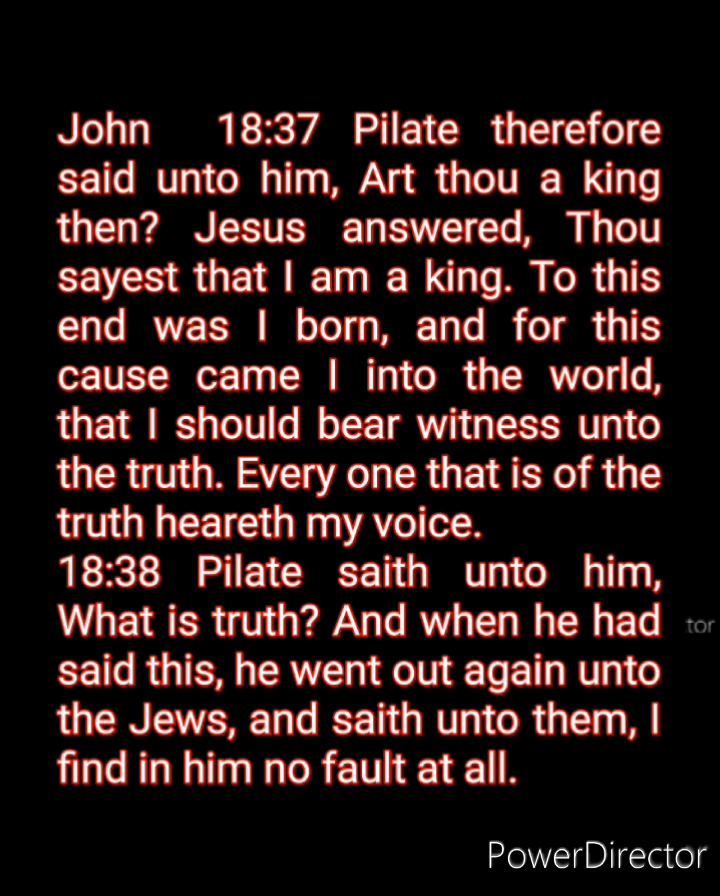 John 18:37 Pilate therefore
said unto him, Art thou a king
then? Jesus answered, Thou
sayest that I am a king. To this
end was I born, and for this
cause came I into the world,
that I should bear witness unto
the truth. Every one that is of the
truth heareth my voice.
18:38 Pilate saith unto him,
What is truth? And when he had
said this, he went out again unto
the Jews, and saith unto them, I
find in him no fault at all.
tor
PowerDirector